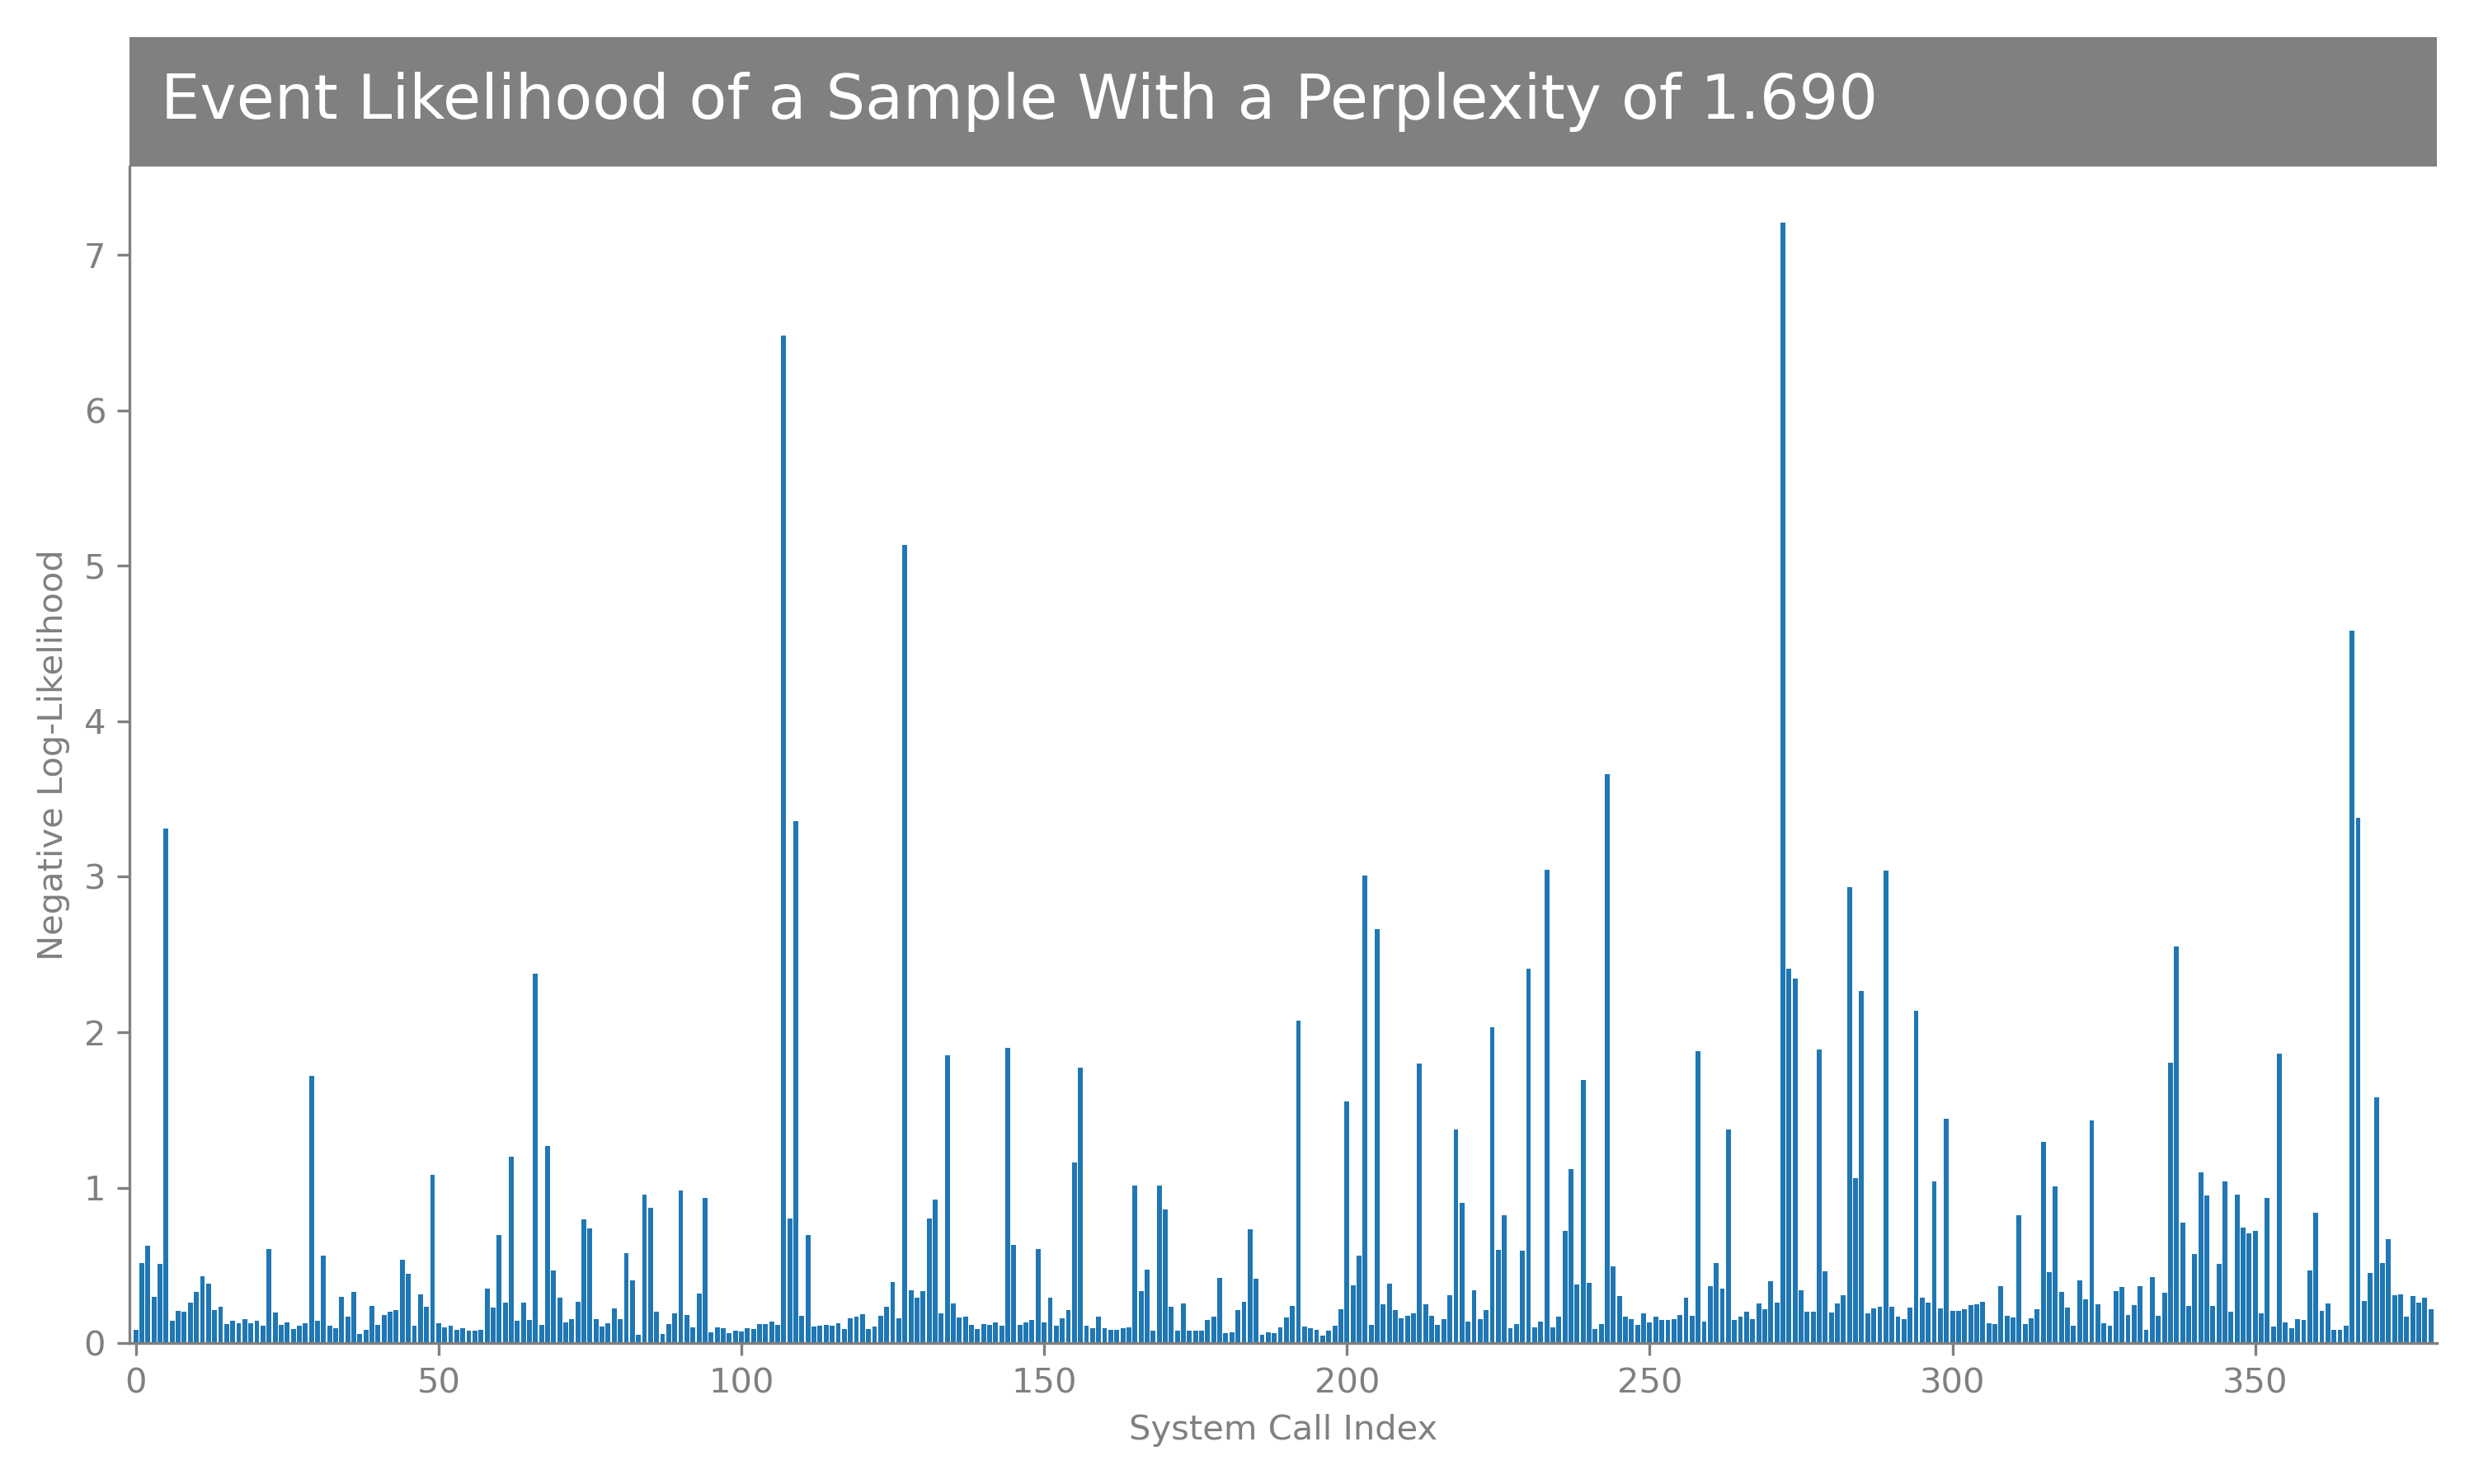 Event Likelihood of a Sample With a Perplexity of 1.690
7
6
5
4
3
2
1
0
Negative Log-Likelihood
0 50 100 150 200 250 300 350
System Call Index